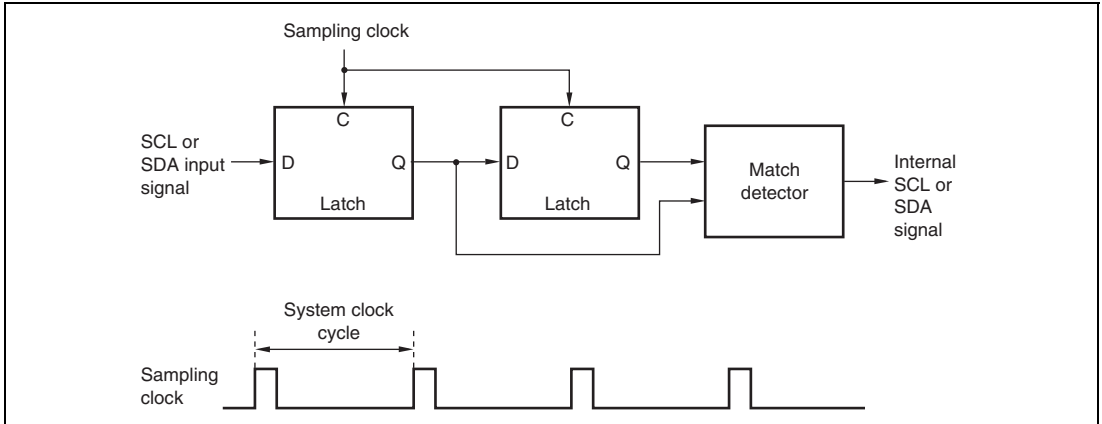 Sampling clock
C
C
SCL or
SDA input
signal
D
Q
Latch
D
Q
Latch
Match
detector
Internal
SCL or
SDA
signal
System clock
cycle
Sampling
clock